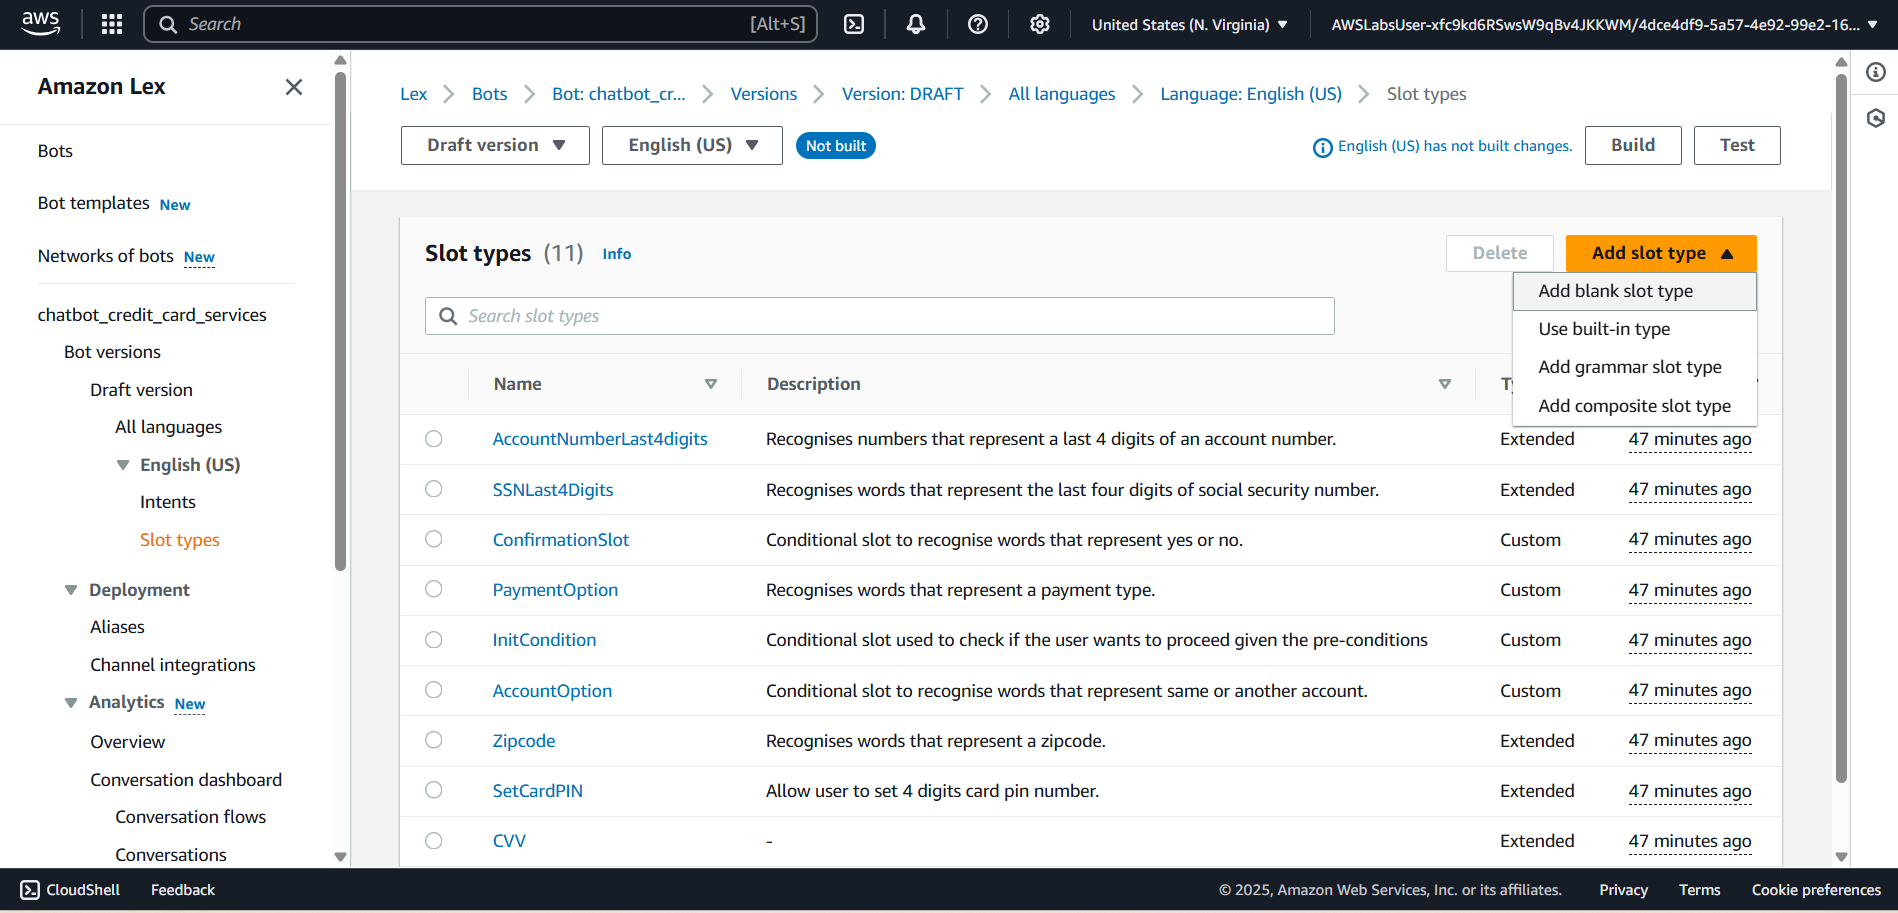 aws
Search [Alt+S]
United States (N. Virginia)
AWSLabsUser-xfc9kd6RSwsW9qBv4JKKWM/4dce4df9-5a57-4e92-99e2-16...
Amazon Lex
Bots
Bot templates New
Networks of bots New
chatbot_credit_card_services
Bot versions
Draft version
All languages
English (US)
Intents
Slot types
Deployment
Aliases
Channel integrations
Analytics New
Overview
Conversation dashboard
Conversation flows
Conversations
Lex Bots Bot: chatbot_cr... Versions Version: DRAFT All languages Language: English (US) Slot types
Draft version English (US) Not built English (US) has not built changes. Build Test
Slot types (11) Info Delete Add slot type
Add blank slot type
Use built-in type
Add grammar slot type
Add composite slot type
Search slot types
Name Description
AccountNumberLast4digits Recognises numbers that represent a last 4 digits of an account number. Extended 47 minutes ago
SSNLast4Digits Recognises words that represent the last four digits of social security number. Extended 47 minutes ago
ConfirmationSlot Conditional slot to recognise words that represent yes or no. Custom 47 minutes ago
PaymentOption Recognises words that represent a payment type. Custom 47 minutes ago
InitCondition Conditional slot used to check if the user wants to proceed given the pre-conditions Custom 47 minutes ago
AccountOption Conditional slot to recognise words that represent same or another account. Custom 47 minutes ago
Zipcode Recognises words that represent a zipcode. Extended 47 minutes ago
SetCardPIN Allow user to set 4 digits card pin number. Extended 47 minutes ago
CVV - Extended 47 minutes ago
CloudShell Feedback © 2025, Amazon Web Services, Inc. or its affiliates. Privacy Terms Cookie preferences